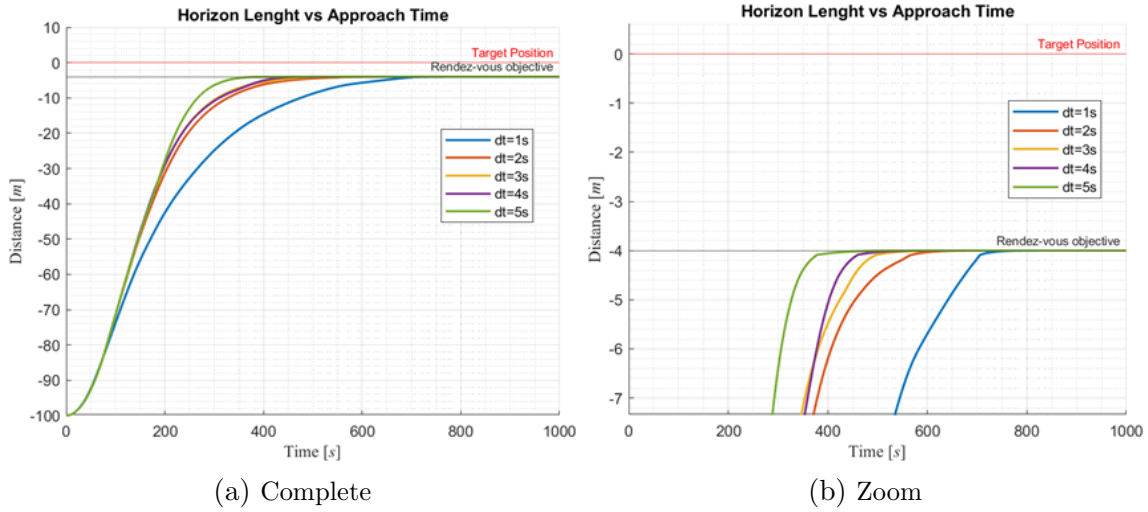 Horizon Lenght vs Approach Time
10
0
-10
-20
-30
-40
-50
-60
-70
-80
-90
-100
Distance [m]
Target Position
Rendez-vous objective
dt=1s
dt=2s
dt=3s
dt=4s
dt=5s
0 200 400 600 800 1000
Time [s]
(a) Complete
Horizon Lenght vs Approach Time
0
-1
-2
-3
-4
-5
-6
-7
Distance [m]
Target Position
dt=1s
dt=2s
dt=3s
dt=4s
dt=5s
Rendez-vous objective
0 200 400 600 800 1000
Time [s]
(b) Zoom